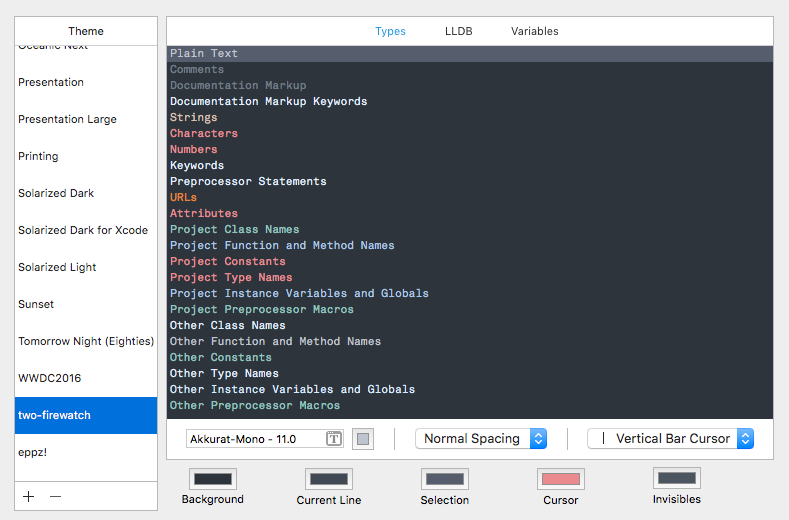 Theme
Oceanic Next
Presentation
Presentation Large
Printing
Solarized Dark
Solarized Dark for Xcode
Solarized Light
Sunset
Tomorrow Night (Eighties)
WWDC2016
two-firewatch
eppz!
Types LLDB Variables
Plain Text
Comments
Documentation Markup
Documentation Markup Keywords
Strings
Characters
Numbers
Keywords
Preprocessor Statements
URLs
Attributes
Project Class Names
Project Function and Method Names
Project Constants
Project Type Names
Project Instance Variables and Globals
Project Preprocessor Macros
Other Class Names
Other Function and Method Names
Other Constants
Other Type Names
Other Instance Variables and Globals
Other Preprocessor Macros
Akkurat-Mono - 11.0 T Normal Spacing Vertical Bar Cursor
Background Current Line Selection Cursor Invisibles